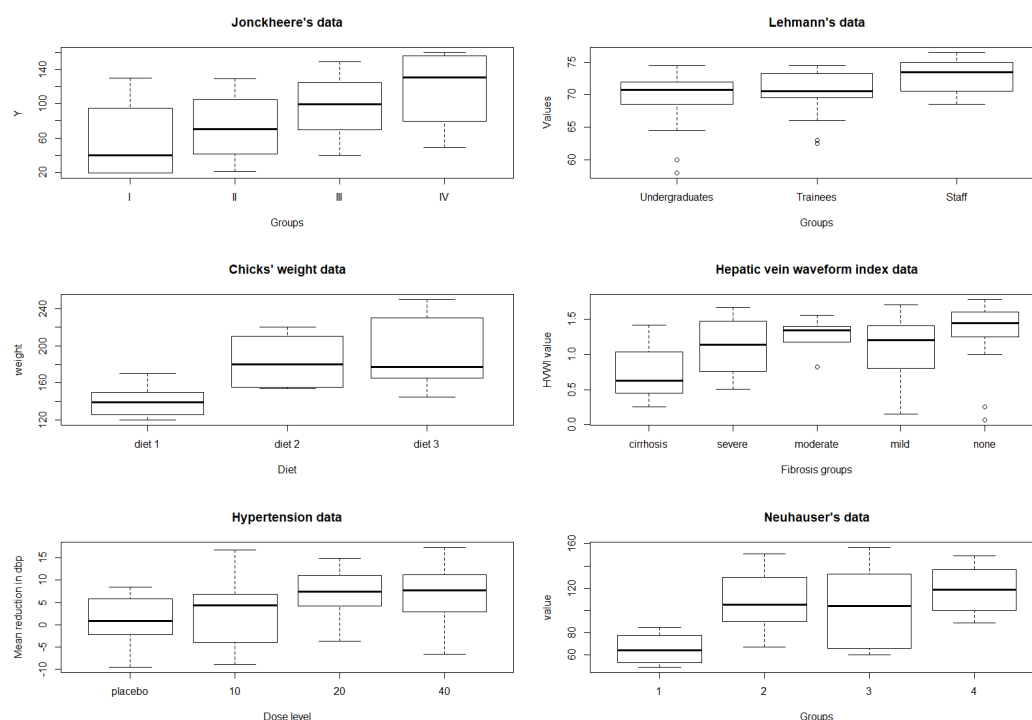 Jonckheere's data
Y
140
100
60
20
I
II
III
IV
Groups
Lehmann's data
Values
75
70
65
60
Undergraduates
Trainees
Staff
Groups
Chicks' weight data
weight
240
200
160
120
diet 1
diet 2
diet 3
Diet
Hepatic vein waveform index data
HVWI value
1.5
1.0
0.5
0.0
cirrhosis
severe
moderate
mild
none
Fibrosis groups
Hypertension data
Mean reduction in dbp
15
10
5
0
-5
-10
placebo
10
20
40
Dose level
Neuhauser's data
value
160
120
80
60
1
2
3
4
Groups